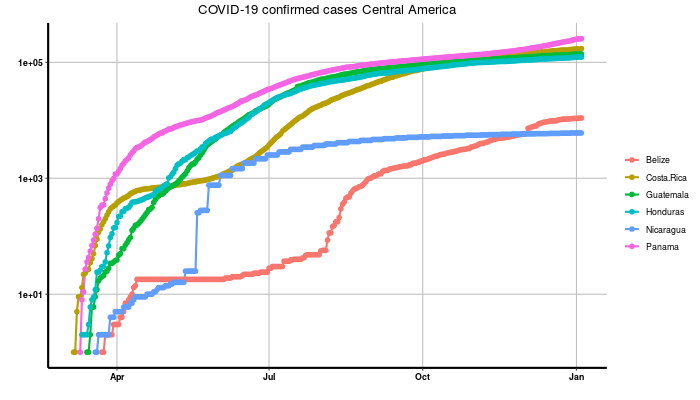 COVID-19 confirmed cases Central America
1e+05
1e+03
1e+01
Apr
Jul
Oct
Jan
Belize
Costa.Rica
Guatemala
Honduras
Nicaragua
Panama